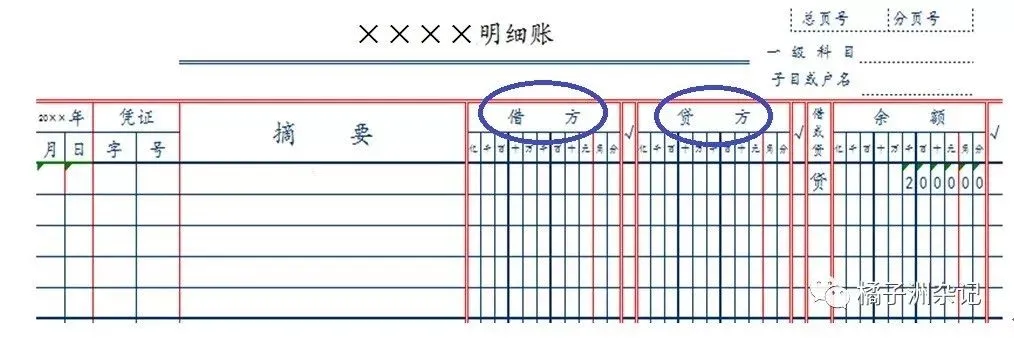 总页号 分页号
××××明细账
一级科目
子目或户名
20××年 凭证 摘要 借方 √ 贷方 √ 借或贷 余额 √
月 日 字 号 亿千百十万千百十元角分 亿千百十万千百十元角分 亿千百十万千百十元角分
贷 200000
橘子洲杂记